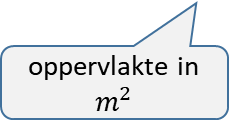 oppervlakte in
m²